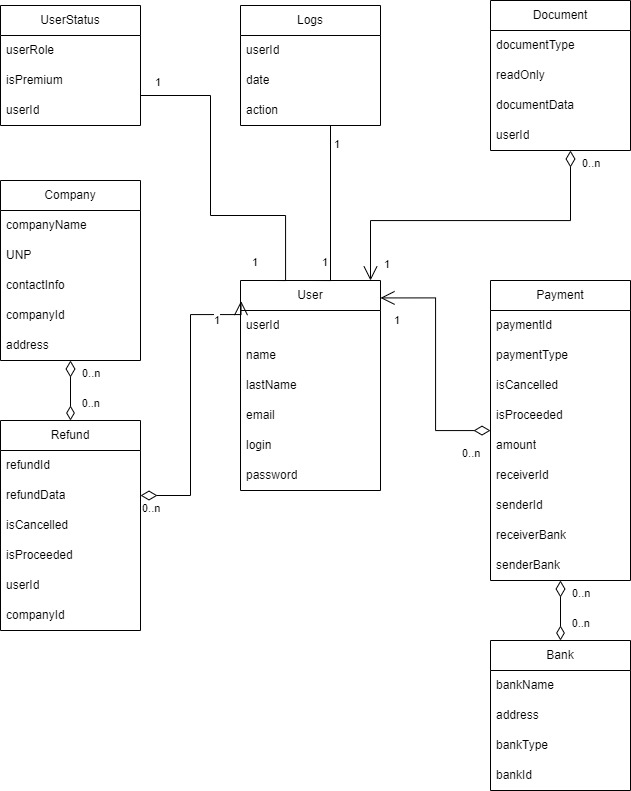 UserStatus
userRole
isPremium
userId
1
Logs
userId
date
action
1
Document
documentType
readOnly
documentData
userId
0..n
Company
companyName
UNP
contactInfo
companyId
address
0..n
0..n
1
1
1
User
userId
name
lastName
email
login
password
1
1
Payment
paymentId
paymentType
isCancelled
isProceeded
amount
receiverId
senderId
receiverBank
senderBank
0..n
Refund
refundId
refundData
isCancelled
isProceeded
userId
companyId
0..n
0..n
0..n
Bank
bankName
address
bankType
bankId